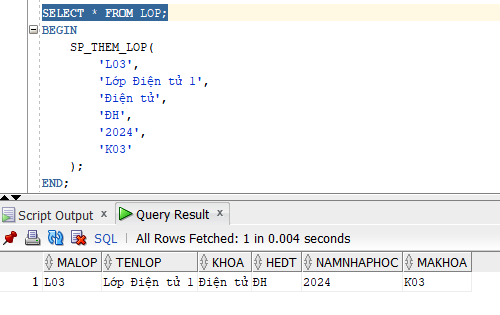 SELECT * FROM LOP;
BEGIN
SP_THEM_LOP(
'L03',
'Lớp Điện tử 1',
'Điện tử',
'ĐH',
'2024',
'K03'
);
END;
Script Output x Query Result x
SQL | All Rows Fetched: 1 in 0.004 seconds
MALOP TENLOP KHOA HEDT NAMNHAPHOC MAKHOA
1 L03 Lớp Điện tử 1 Điện tử ĐH 2024 K03